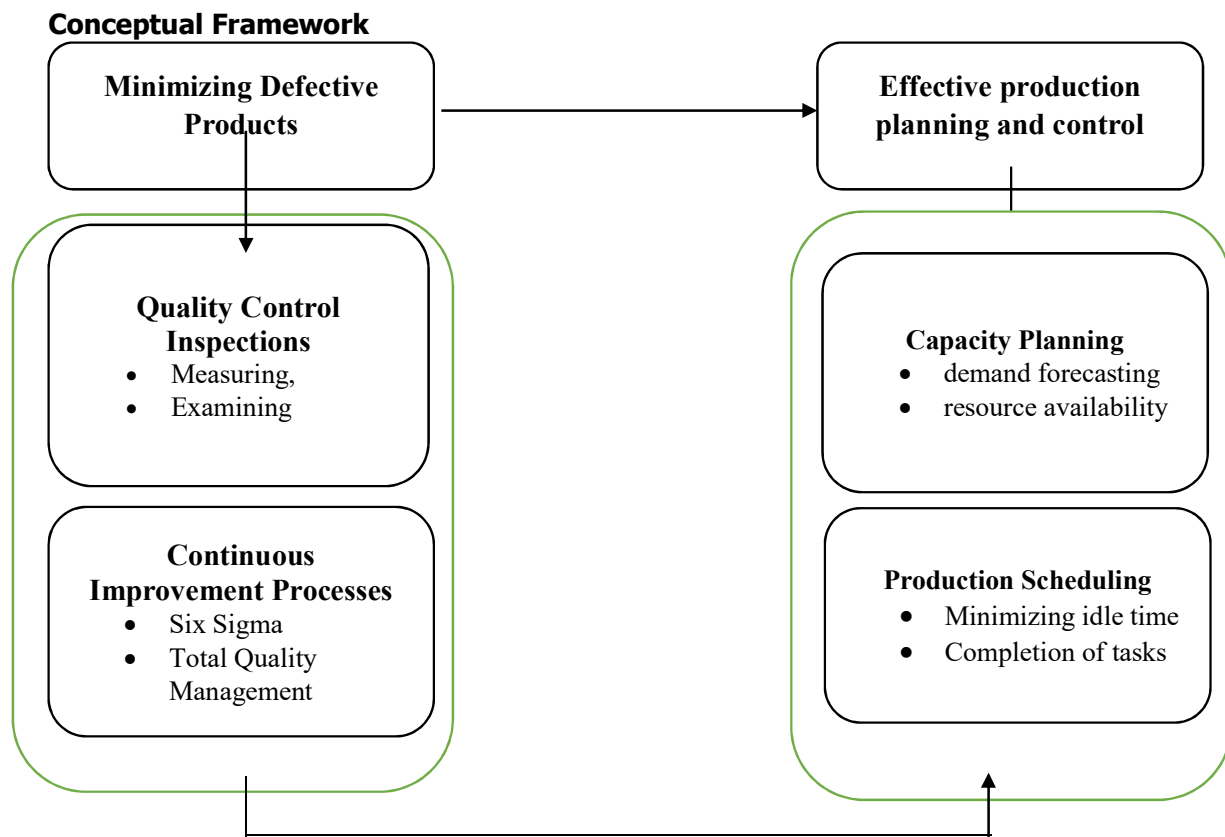 Conceptual Framework
Minimizing Defective
Products
Effective production
planning and control
Quality Control
Inspections
• Measuring,
• Examining
Continuous
Improvement Processes
• Six Sigma
• Total Quality
Management
Capacity Planning
• demand forecasting
• resource availability
Production Scheduling
• Minimizing idle time
• Completion of tasks